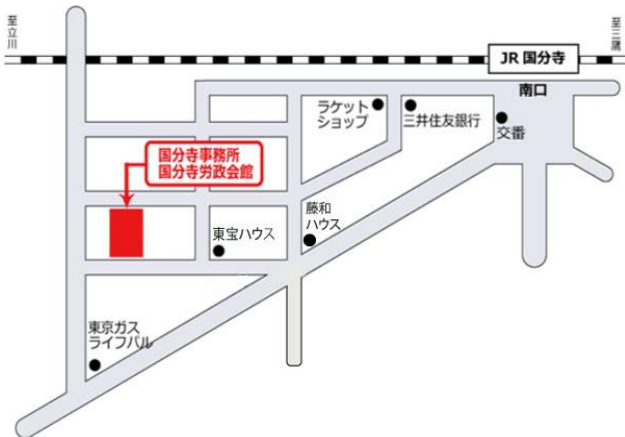 至立川
至三鷹
JR 国分寺
南口
ラケット
ショップ
三井住友銀行
交番
国分寺事務所
国分寺労政会館
藤和
ハウス
東宝ハウス
東京ガス
ライフバル